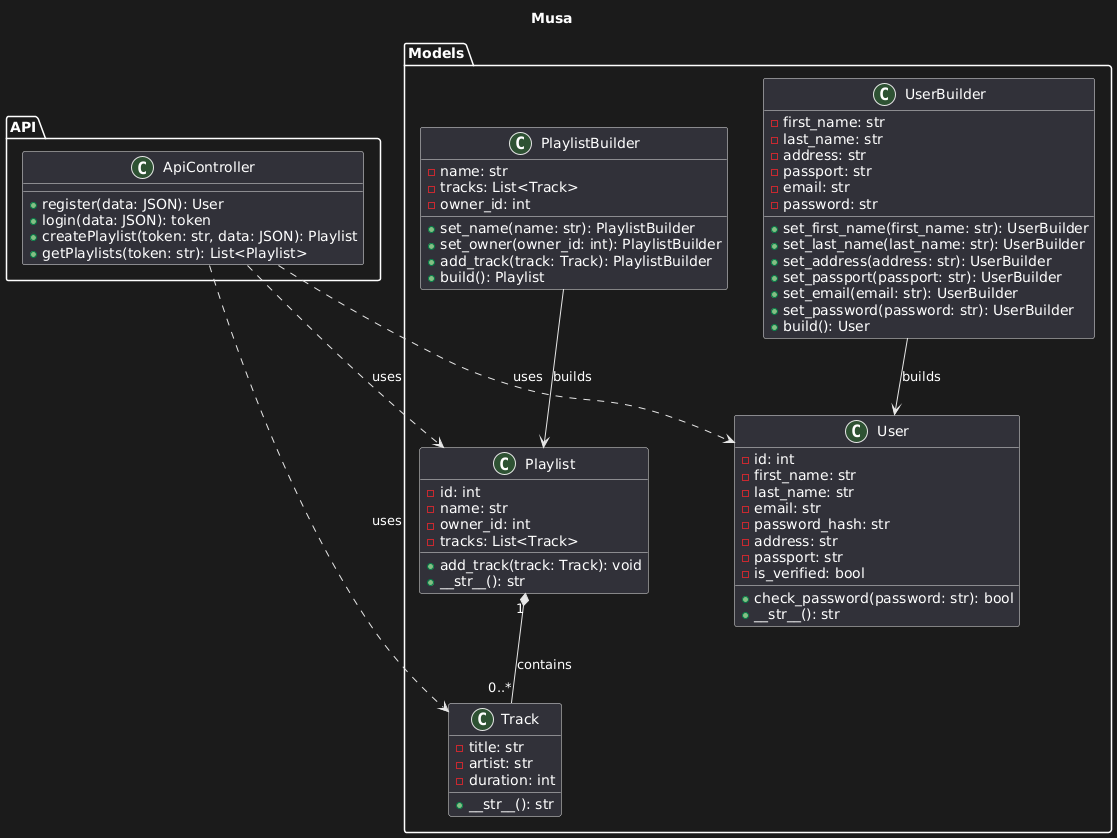 Musa
Models
API
C ApiController
register(data: JSON): User
login(data: JSON): token
createPlaylist(token: str, data: JSON): Playlist
getPlaylists(token: str): List<Playlist>
C PlaylistBuilder
name: str
tracks: List<Track>
owner_id: int
set_name(name: str): PlaylistBuilder
set_owner(owner_id: int): PlaylistBuilder
add_track(track: Track): PlaylistBuilder
build(): Playlist
C UserBuilder
first_name: str
last_name: str
address: str
passport: str
email: str
password: str
set_first_name(first_name: str): UserBuilder
set_last_name(last_name: str): UserBuilder
set_address(address: str): UserBuilder
set_passport(passport: str): UserBuilder
set_email(email: str): UserBuilder
set_password(password: str): UserBuilder
build(): User
uses
uses
builds
builds
C Playlist
id: int
name: str
owner_id: int
tracks: List<Track>
add_track(track: Track): void
__str__(): str
C User
id: int
first_name: str
last_name: str
email: str
password_hash: str
address: str
passport: str
is_verified: bool
check_password(password: str): bool
__str__(): str
uses
1
contains
0..*
C Track
title: str
artist: str
duration: int
__str__(): str